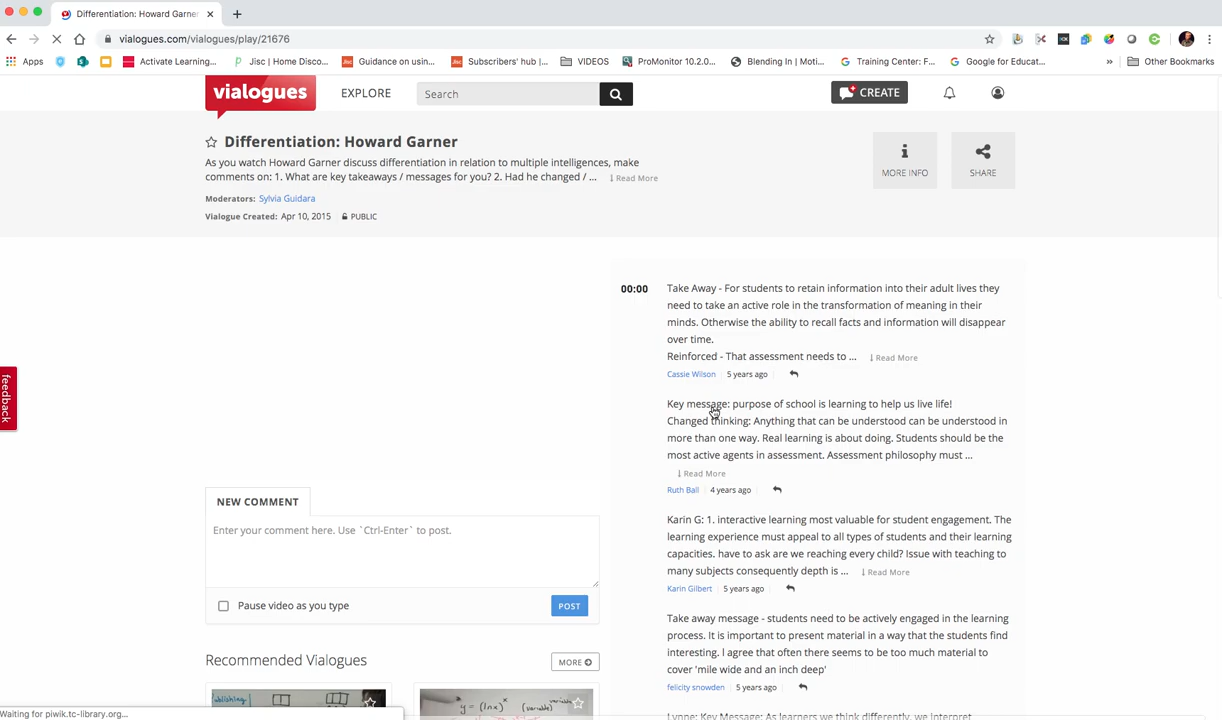 Differentiation: Howard Garner
vialogues.com/vialogues/play/21676
Apps
Activate Learning...
Jisc | Home Disco...
Guidance on usin...
Subscribers' hub |...
VIDEOS
ProMonitor 10.2.0...
Blending In | Moti...
Training Center: F...
Google for Educat...
»
Other Bookmarks
vialogues
EXPLORE
Search
CREATE
Differentiation: Howard Garner
As you watch Howard Garner discuss differentiation in relation to multiple intelligences, make
comments on: 1. What are key takeaways / messages for you? 2. Had he changed / ... Read More
Moderators: Sylvia Guidara
Vialogue Created: Apr 10, 2015 PUBLIC
MORE INFO
SHARE
feedback
00:00
Take Away - For students to retain information into their adult lives they
need to take an active role in the transformation of meaning in their
minds. Otherwise the ability to recall facts and information will disappear
over time.
Reinforced - That assessment needs to ... Read More
Cassie Wilson 5 years ago
Key message: purpose of school is learning to help us live life!
Changed thinking: Anything that can be understood can be understood in
more than one way. Real learning is about doing. Students should be the
most active agents in assessment. Assessment philosophy must ...
Read More
Ruth Ball 4 years ago
Karin G: 1. interactive learning most valuable for student engagement. The
learning experience must appeal to all types of students and their learning
capacities. have to ask are we reaching every child? Issue with teaching to
many subjects consequently depth is ... Read More
Karin Gilbert 5 years ago
Take away message - students need to be actively engaged in the learning
process. It is important to present material in a way that the students find
interesting. I agree that often there seems to be too much material to
cover 'mile wide and an inch deep'
felicity snowden 5 years ago
Lynne: Key Message: As learners we think differently, we interpret
NEW COMMENT
Enter your comment here. Use `Ctrl-Enter` to post.
Pause video as you type
POST
Recommended Vialogues
MORE
Waiting for piwik.tc-library.org...